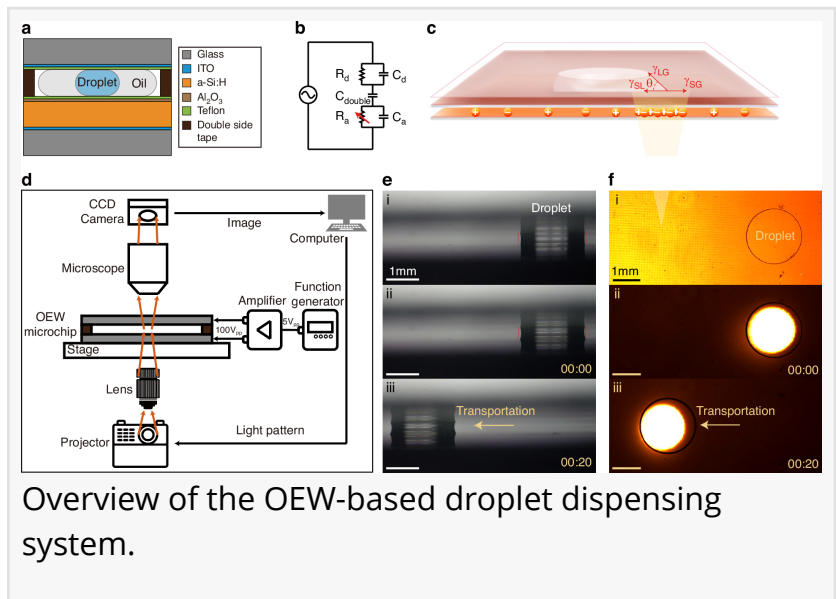 a
Glass
ITO
a-Si:H
Al2O3
Teflon
Double side
tape
Droplet
Oil
b
Rd
Cd
Cdouble
Ra
Ca
c
γLG
γSL
θ
γSG
d
CCD
Camera
Image
Computer
Microscope
Function
generator
Amplifier
OEW
microchip
100Vpp
5Vpp
Stage
Lens
Light pattern
Projector
e
i
Droplet
1mm
ii
00:00
iii
Transportation
00:20
f
i
Droplet
1mm
ii
00:00
iii
Transportation
00:20
Overview of the OEW-based droplet dispensing
system.